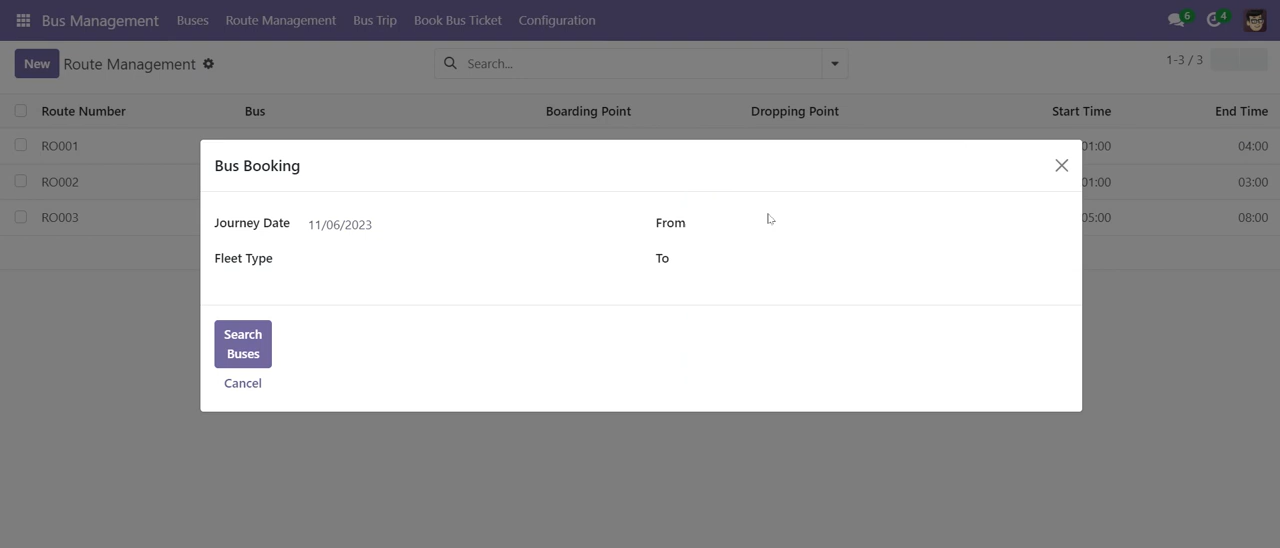 Bus Management Buses Route Management Bus Trip Book Bus Ticket Configuration 6 4
New Route Management Search... 1-3 / 3
Route Number Bus Boarding Point Dropping Point Start Time End Time
RO001 01:00 04:00
RO002 01:00 03:00
RO003 05:00 08:00
Bus Booking
Journey Date 11/06/2023 From
Fleet Type To
Search
Buses
Cancel